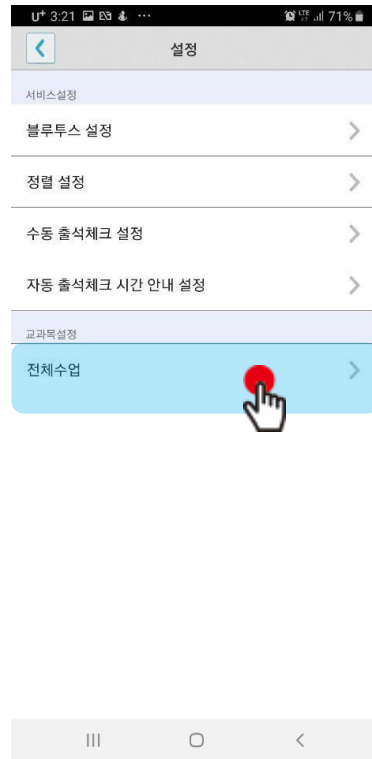 U+ 3:21 ... LTE 71%
설정
서비스설정
블루투스 설정
정렬 설정
수동 출석체크 설정
자동 출석체크 시간 안내 설정
교과목설정
전체수업